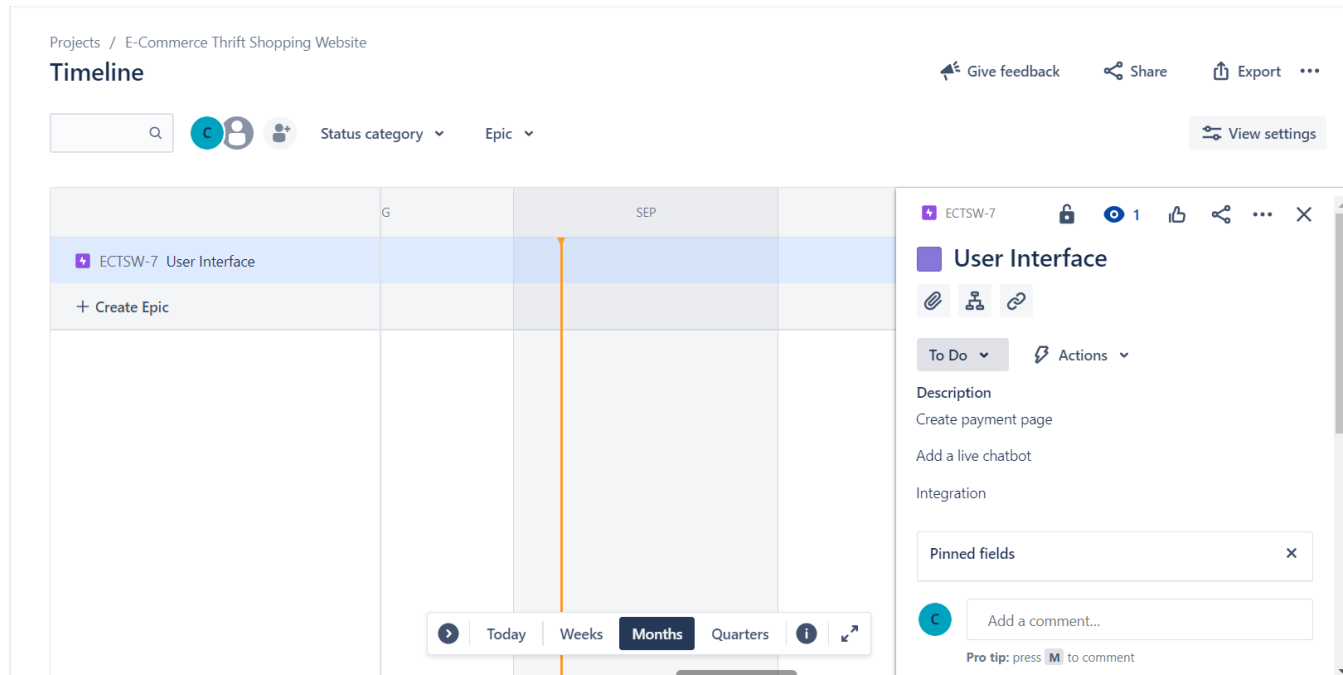 Projects / E-Commerce Thrift Shopping Website
Timeline
Give feedback
Share
Export
C
Status category
Epic
View settings
G
SEP
ECTSW-7 User Interface
+ Create Epic
ECTSW-7
1
User Interface
To Do
Actions
Description
Create payment page
Add a live chatbot
Integration
Pinned fields
C
Add a comment...
Pro tip: press M to comment
Today
Weeks
Months
Quarters